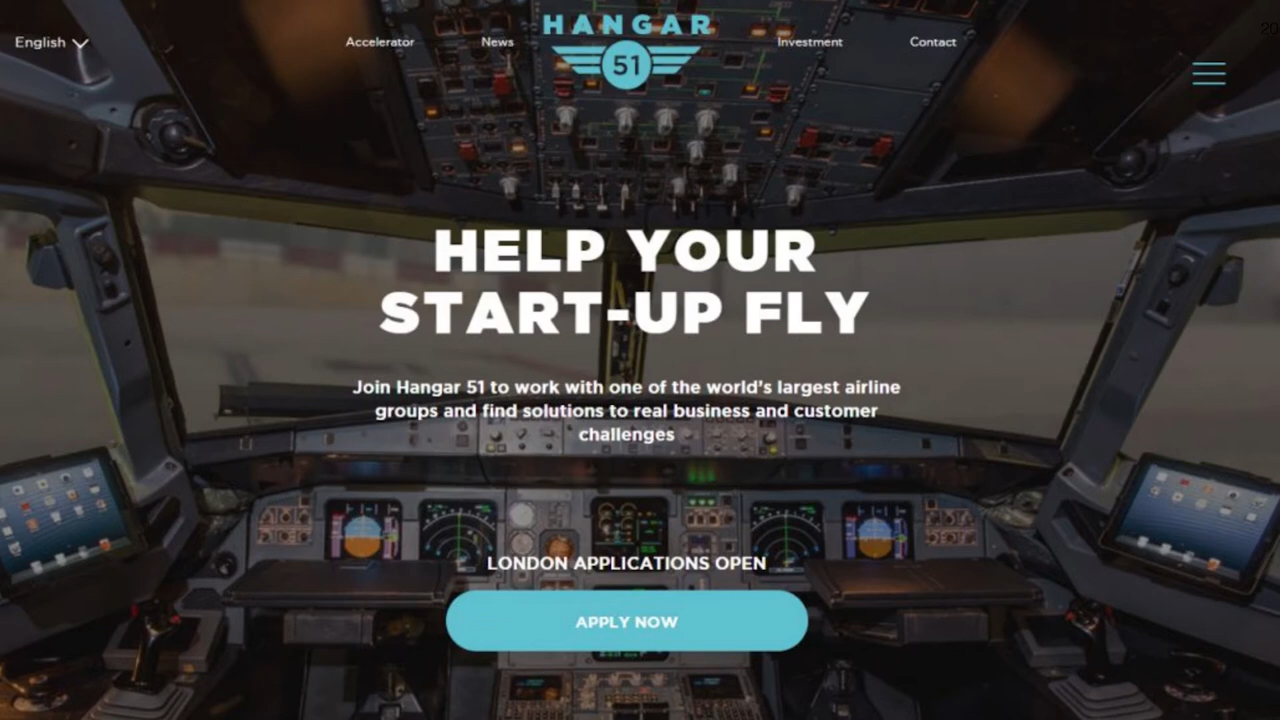 HANGAR
51
English
Accelerator
News
Investment
Contact
HELP YOUR
START-UP FLY
Join Hangar 51 to work with one of the world's largest airline
groups and find solutions to real business and customer
challenges
LONDON APPLICATIONS OPEN
APPLY NOW